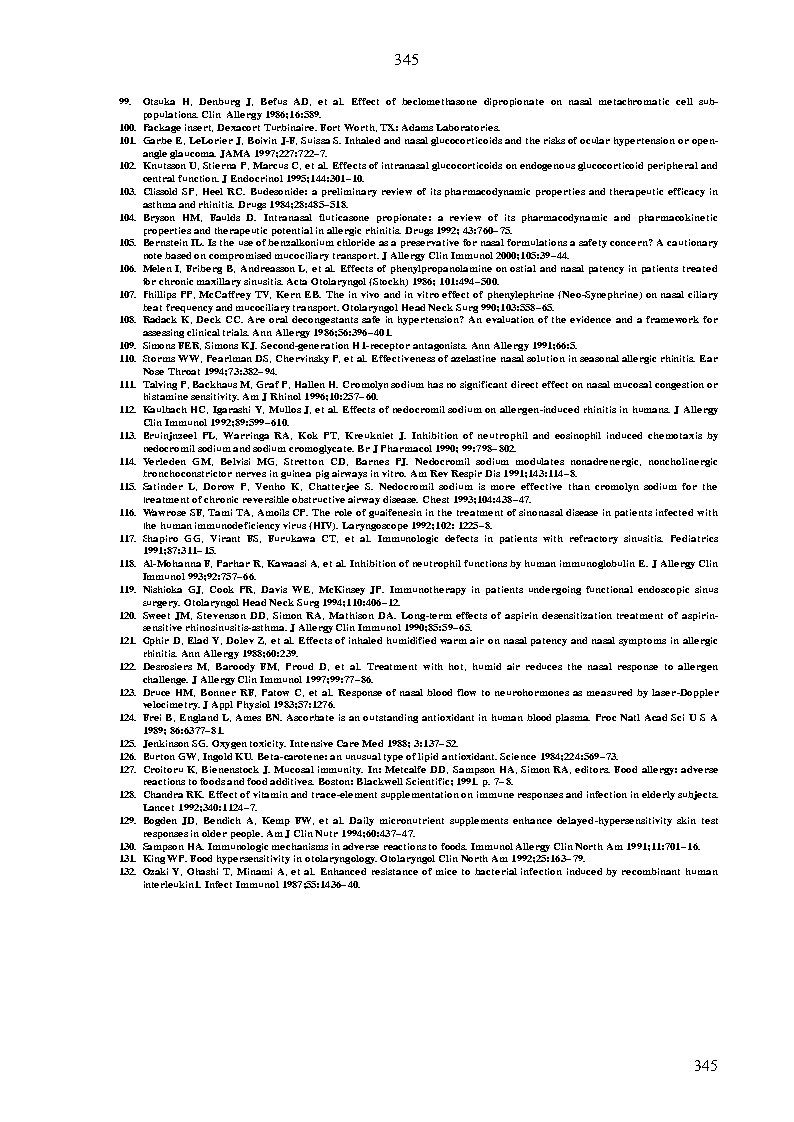 345
99. Otsuka H, Denburg J, Befus AD, et al. Effect of beclomethasone dipropionate on nasal metachromatic cell sub-
populations. Clin Allergy 1986;16:589.
100. Package insert, Dexacort Turbinaire. Fort Worth, TX: Adams Laboratories.
101. Garbe E, LeLorier J, Boivin J-F, Suissa S. Inhaled and nasal glucocorticoids and the risks of ocular hypertension or open-
angle glaucoma. JAMA 1997;227:722–7.
102. Knutsson U, Stierna P, Marcus C, et al. Effects of intranasal glucocorticoids on endogenous glucocorticoid peripheral and
central function. J Endocrinol 1995;144:301–10.
103. Clissold SP, Heel RC. Budesonide: a preliminary review of its pharmacodynamic properties and therapeutic efficacy in
asthma and rhinitis. Drugs 1984;28:485–518.
104. Bryson HM, Faulds D. Intranasal fluticasone propionate: a review of its pharmacodynamic and pharmacokinetic
properties and therapeutic potential in allergic rhinitis. Drugs 1992; 43:760–75.
105. Bernstein IL. Is the use of benzalkonium chloride as a preservative for nasal formulations a safety concern? A cautionary
note based on compromised mucociliary transport. J Allergy Clin Immunol 2000;105:39–44.
106. Melen I, Friberg B, Andreasson L, et al. Effects of phenylpropanolamine on ostial and nasal patency in patients treated
for chronic maxillary sinusitis. Acta Otolaryngol (Stockh) 1986; 101:494–500.
107. Phillips PP, McCaffrey TV, Kern EB. The in vivo and in vitro effect of phenylephrine (Neo-Synephrine) on nasal ciliary
beat frequency and mucociliary transport. Otolaryngol Head Neck Surg 990;103:558–65.
108. Radack K, Deck CC. Are oral decongestants safe in hypertension? An evaluation of the evidence and a framework for
assessing clinical trials. Ann Allergy 1986;56:396–401.
109. Simons FER, Simons KJ. Second-generation H1-receptor antagonists. Ann Allergy 1991;66:5.
110. Storms WW, Pearlman DS, Chervinsky P, et al. Effectiveness of azelastine nasal solution in seasonal allergic rhinitis. Ear
Nose Throat 1994;73:382–94.
111. Talving P, Backhaus M, Graf P, Hallen H. Cromolyn sodium has no significant direct effect on nasal mucosal congestion or
histamine sensitivity. Am J Rhinol 1996;10:257–60.
112. Kaulbach HC, Igarashi Y, Mullos J, et al. Effects of nedocromil sodium on allergen-induced rhinitis in humans. J Allergy
Clin Immunol 1992;89:599–610.
113. Bruinjnzeel PL, Warringa RA, Kok PT, Kreukniet J. Inhibition of neutrophil and eosinophil induced chemotaxis by
nedocromil sodium and sodium cromoglycate. Br J Pharmacol 1990; 99:798–802.
114. Verleden GM, Belvisi MG, Stretton CD, Barnes PJ. Nedocromil sodium modulates nonadrenergic, noncholinergic
bronchoconstrictor nerves in guinea pig airways in vitro. Am Rev Respir Dis 1991;143:114–8.
115. Satinder L, Dorow P, Venho K, Chatterjee S. Nedocromil sodium is more effective than cromolyn sodium for the
treatment of chronic reversible obstructive airway disease. Chest 1993;104:438–47.
116. Wawrose SF, Tami TA, Amoils CP. The role of guaifenesin in the treatment of sinonasal disease in patients infected with
the human immunodeficiency virus (HIV). Laryngoscope 1992;102: 1225–8.
117. Shapiro GG, Virant FS, Furukawa CT, et al. Immunologic defects in patients with refractory sinusitis. Pediatrics
1991;87:311–15.
118. Al-Mohanna F, Parhar R, Kawaasi A, et al. Inhibition of neutrophil functions by human immunoglobulin E. J Allergy Clin
Immunol 993;92:757–66.
119. Nishioka GJ, Cook PR, Davis WE, McKinsey JP. Immunotherapy in patients undergoing functional endoscopic sinus
surgery. Otolaryngol Head Neck Surg 1994;110:406–12.
120. Sweet JM, Stevenson DD, Simon RA, Mathison DA. Long-term effects of aspirin desensitization treatment of aspirin-
sensitive rhinosinusitis-asthma. J Allergy Clin Immunol 1990;85:59–65.
121. Ophir D, Elad Y, Dolev Z, et al. Effects of inhaled humidified warm air on nasal patency and nasal symptoms in allergic
rhinitis. Ann Allergy 1988;60:239.
122. Desrosiers M, Baroody FM, Proud D, et al. Treatment with hot, humid air reduces the nasal response to allergen
challenge. J Allergy Clin Immunol 1997;99:77–86.
123. Druce HM, Bonner RF, Patow C, et al. Response of nasal blood flow to neurohormones as measured by laser-Doppler
velocimetry. J Appl Physiol 1983;57:1276.
124. Frei B, England L, Ames BN. Ascorbate is an outstanding antioxidant in human blood plasma. Proc Natl Acad Sci U S A
1989; 86:6377–81.
125. Jenkinson SG. Oxygen toxicity. Intensive Care Med 1988; 3:137–52.
126. Burton GW, Ingold KU. Beta-carotene: an unusual type of lipid antioxidant. Science 1984;224:569–73.
127. Croitoru K, Bienenstock J. Mucosal immunity. In: Metcalfe DD, Sampson HA, Simon RA, editors. Food allergy: adverse
reactions to foods and food additives. Boston: Blackwell Scientific; 1991. p. 7–8.
128. Chandra RK. Effect of vitamin and trace-element supplementation on immune responses and infection in elderly subjects.
Lancet 1992;340:1124–7.
129. Bogden JD, Bendich A, Kemp FW, et al. Daily micronutrient supplements enhance delayed-hypersensitivity skin test
responses in older people. Am J Clin Nutr 1994;60:437–47.
130. Sampson HA. Immunologic mechanisms in adverse reactions to foods. Immunol Allergy Clin North Am 1991;11:701–16.
131. King WP. Food hypersensitivity in otolaryngology. Otolaryngol Clin North Am 1992;25:163–79.
132. Ozaki Y, Ohashi T, Minami A, et al. Enhanced resistance of mice to bacterial infection induced by recombinant human
interleukin1. Infect Immunol 1987;55:1436–40.
345